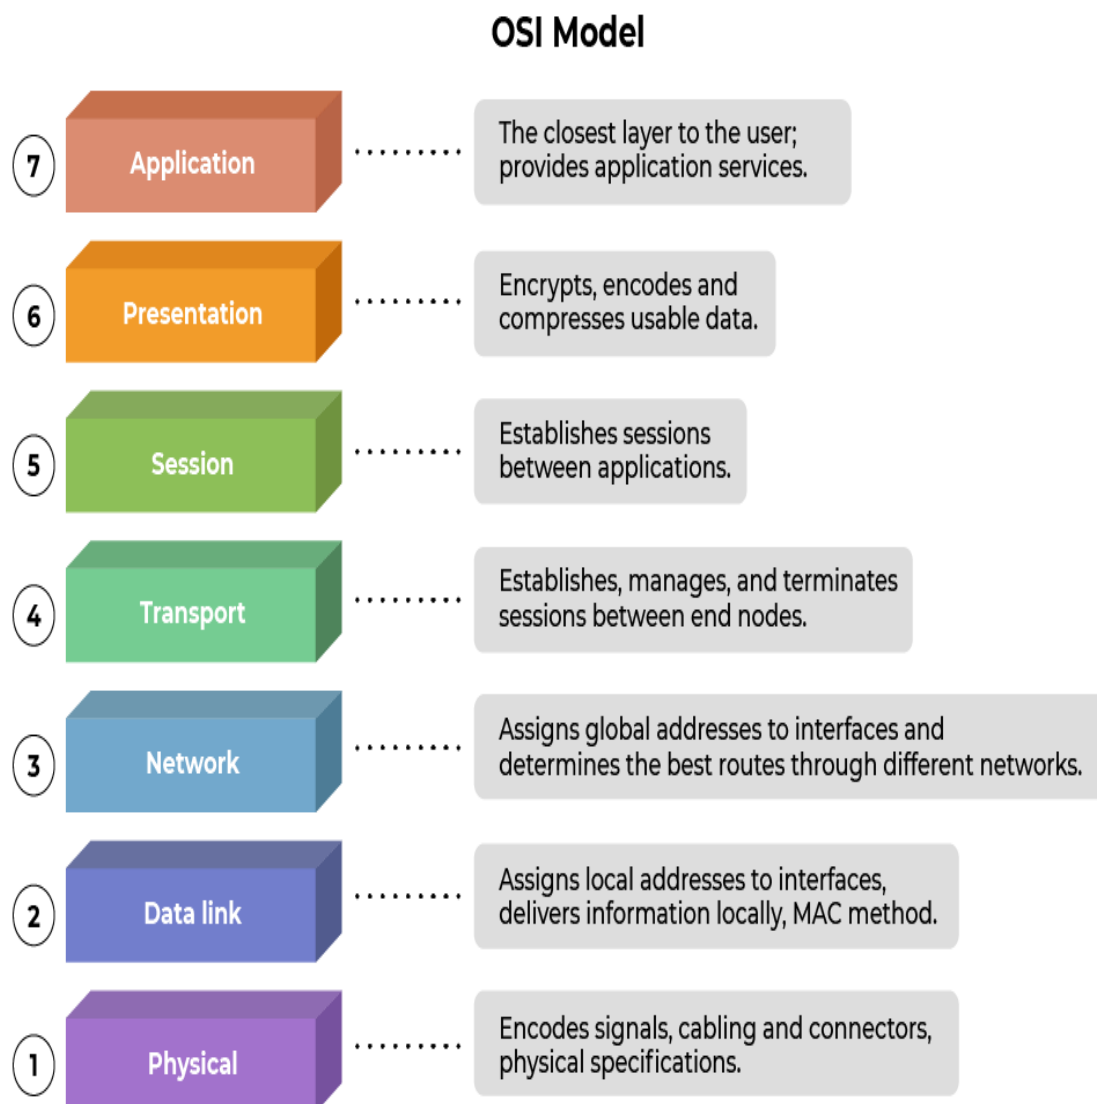 OSI Model
7
Application
The closest layer to the user;
provides application services.
6
Presentation
Encrypts, encodes and
compresses usable data.
5
Session
Establishes sessions
between applications.
4
Transport
Establishes, manages, and terminates
sessions between end nodes.
3
Network
Assigns global addresses to interfaces and
determines the best routes through different networks.
2
Data link
Assigns local addresses to interfaces,
delivers information locally, MAC method.
1
Physical
Encodes signals, cabling and connectors,
physical specifications.